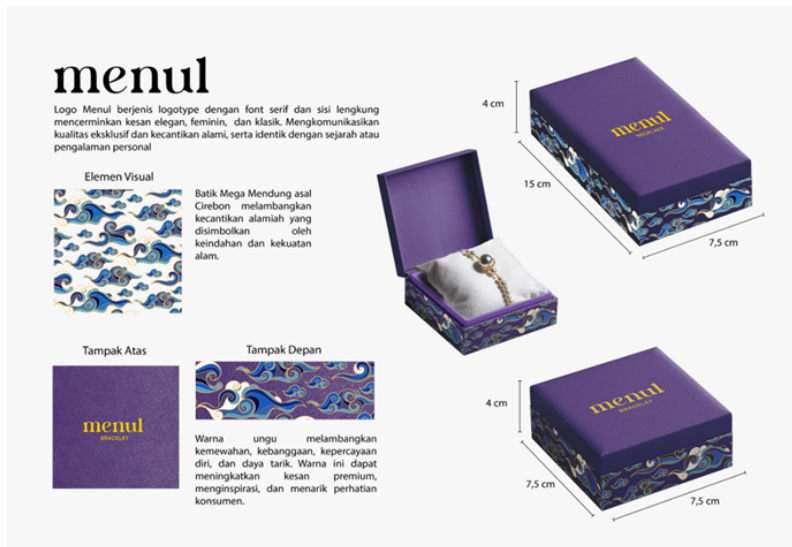 menul
Logo Menul berjenis logotype dengan font serif dan sisi lengkung
mencerminkan kesan elegan, feminin, dan klasik. Mengkomunikasikan
kualitas eksklusif dan kecantikan alami, serta identik dengan sejarah atau
pengalaman personal
Elemen Visual
Batik Mega Mendung asal
Cirebon melambangkan
kecantikan alamiah yang
disimbolkan oleh
keindahan dan kekuatan
alam.
Tampak Atas
menul
BRACELET
Tampak Depan
Warna ungu melambangkan
kemewahan, kebanggaan, kepercayaan
diri, dan daya tarik. Warna ini dapat
meningkatkan kesan premium,
menginspirasi, dan menarik perhatian
konsumen.
4 cm
menul
NECKLACE
15 cm
7,5 cm
4 cm
menul
BRACELET
7,5 cm
7,5 cm